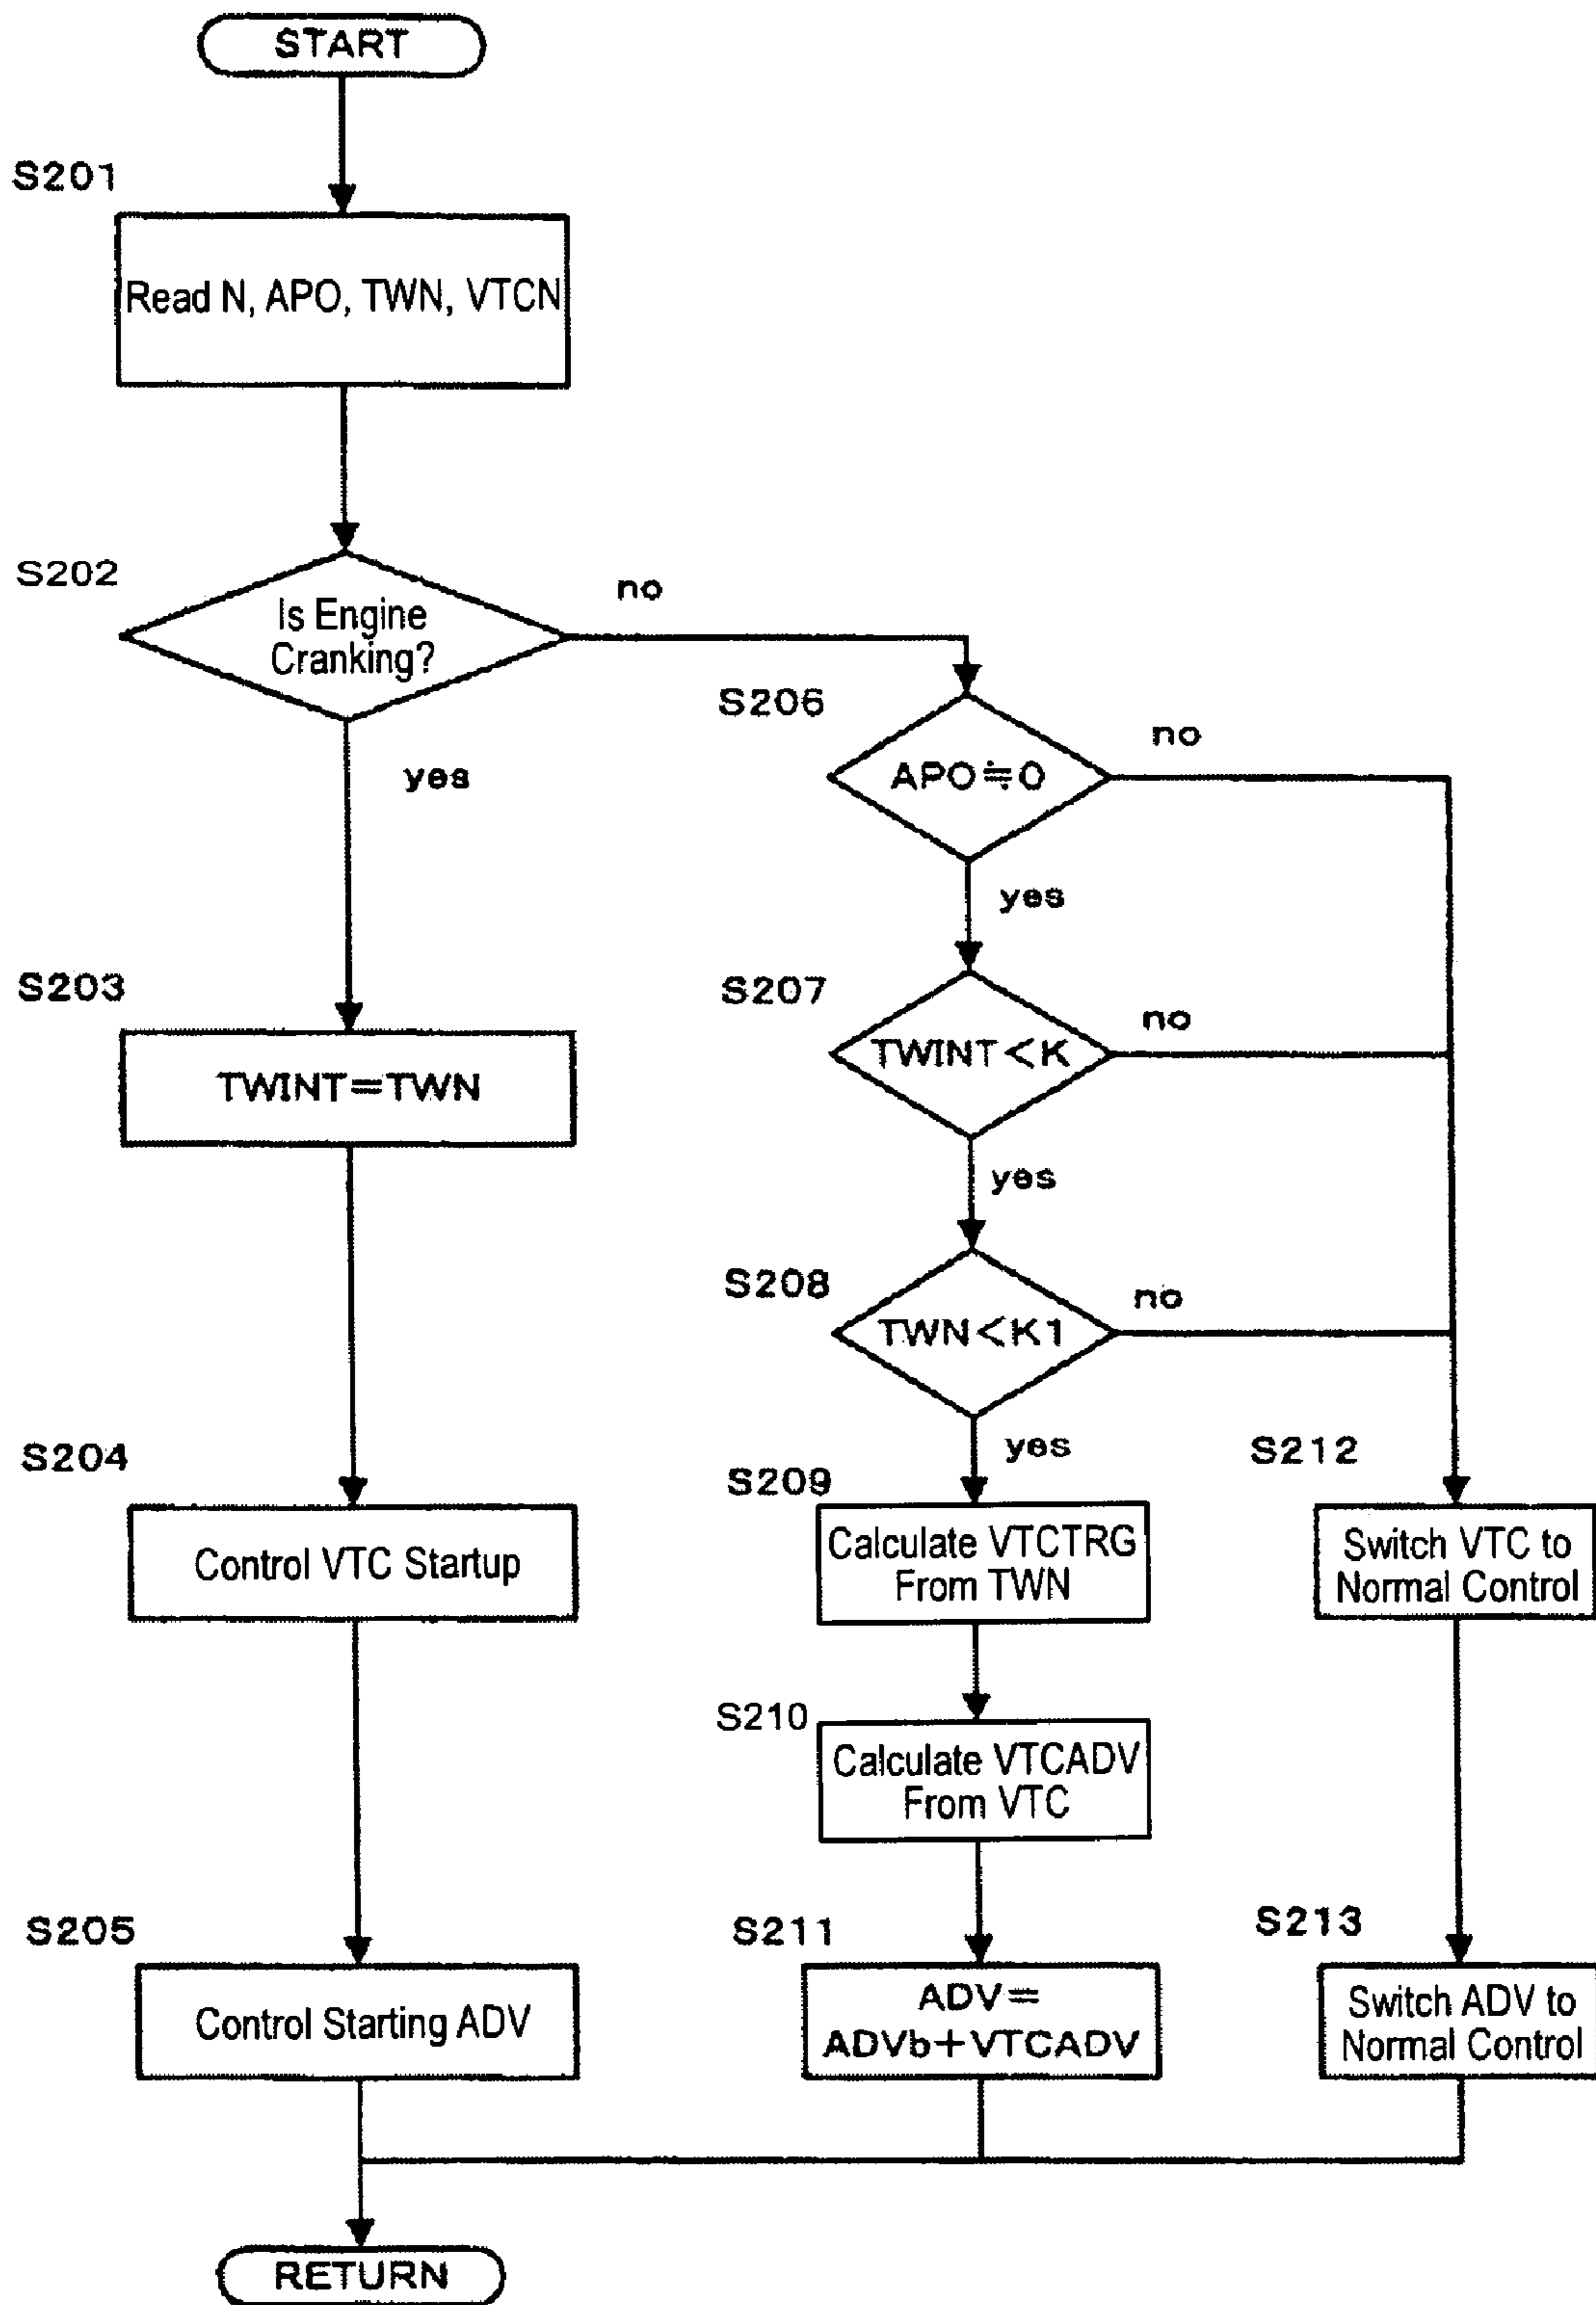 START
S201
Read N, APO, TWN, VTCN
S202
Is Engine
Cranking?
no
yes
S203
TWINT=TWN
S204
Control VTC Startup
S205
Control Starting ADV
S206
APO≒0
no
yes
S207
TWINT<K
no
yes
S208
TWN<K1
no
yes
S209
Calculate VTCTRG
From TWN
S210
Calculate VTCADV
From VTC
S211
ADV=
ADVb+VTCADV
S212
Switch VTC to
Normal Control
S213
Switch ADV to
Normal Control
RETURN